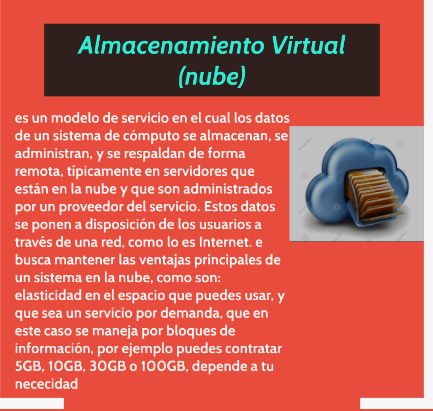 Almacenamiento Virtual
(nube)
es un modelo de servicio en el cual los datos
de un sistema de cómputo se almacenan, se
administran, y se respaldan de forma
remota, típicamente en servidores que
están en la nube y que son administrados
por un proveedor del servicio. Estos datos
se ponen a disposición de los usuarios a
través de una red, como lo es Internet. e
busca mantener las ventajas principales de
un sistema en la nube, como son:
elasticidad en el espacio que puedes usar, y
que sea un servicio por demanda, que en
este caso se maneja por bloques de
información, por ejemplo puedes contratar
5GB, 10GB, 30GB o 100GB, depende a tu
nececidad